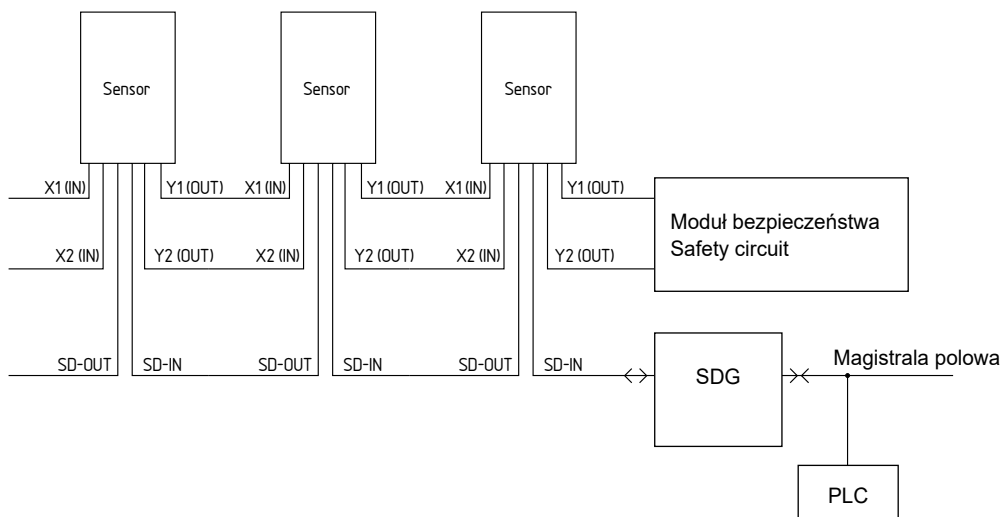 Sensor
Sensor
Sensor
X1 (IN)
Y1 (OUT)
X1 (IN)
Y1 (OUT)
X1 (IN)
Y1 (OUT)
X2 (IN)
Y2 (OUT)
X2 (IN)
Y2 (OUT)
X2 (IN)
Y2 (OUT)
Moduł bezpieczeństwa
Safety circuit
SD-OUT
SD-IN
SD-OUT
SD-IN
SD-OUT
SD-IN
SDG
Magistrala polowa
PLC